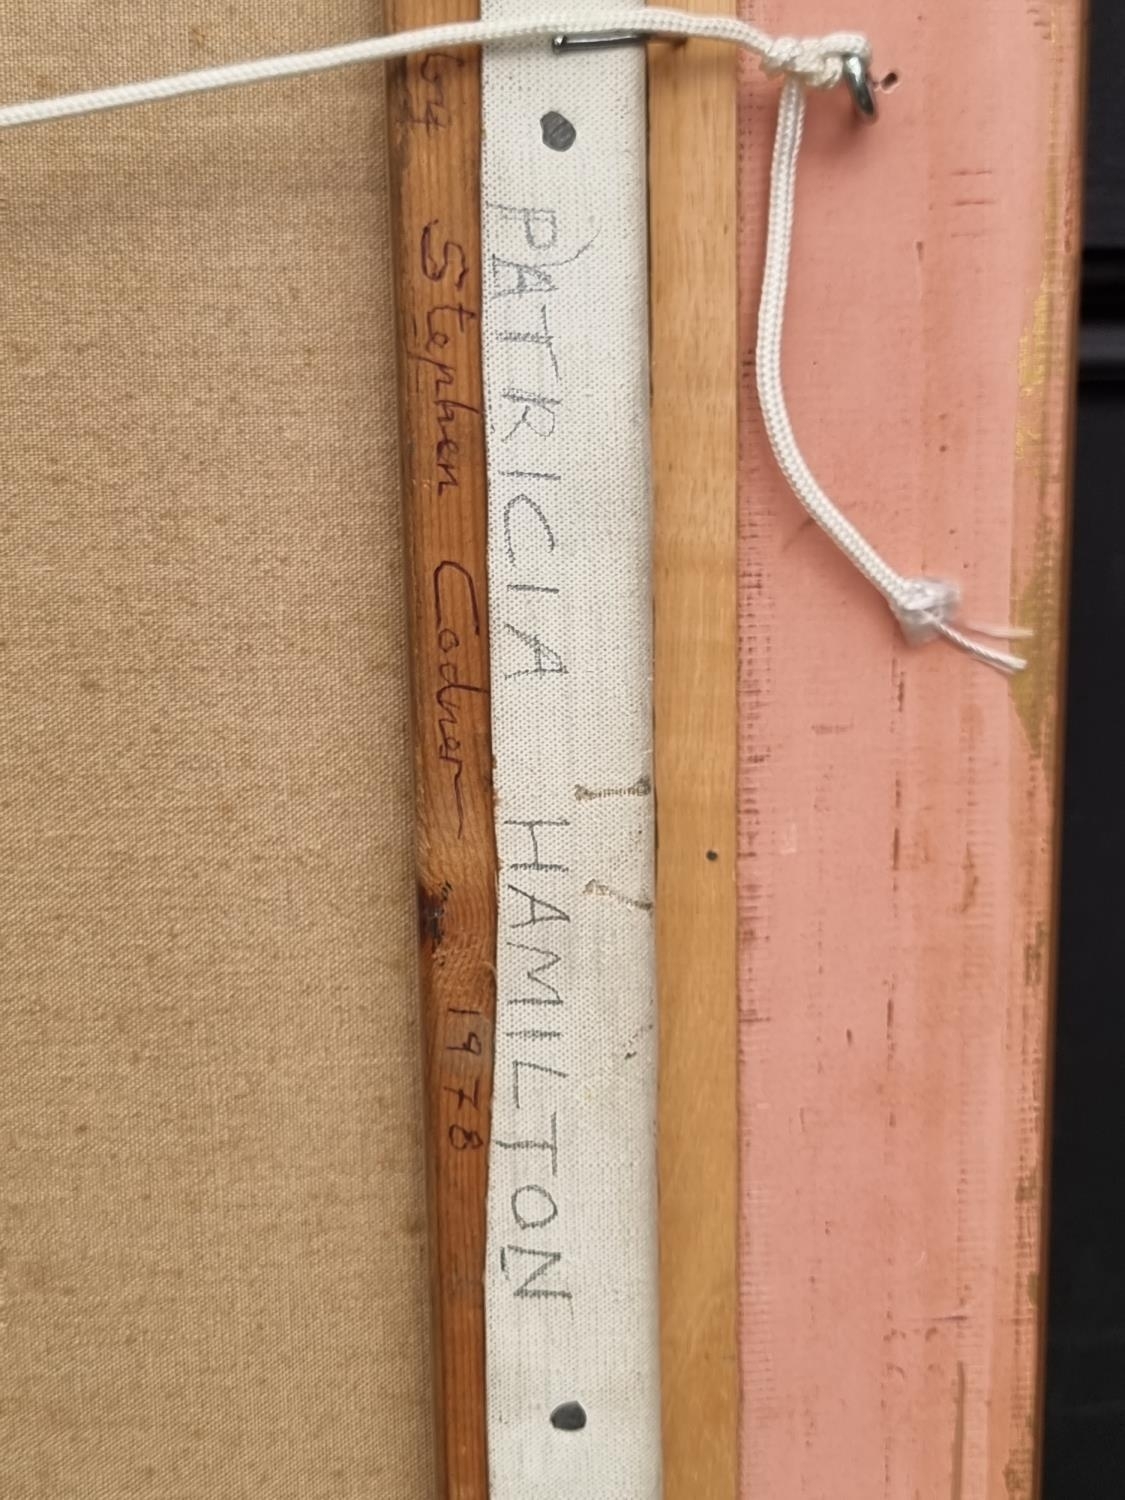 by Stephen Codner 1978
PATRICIA HAMILTON